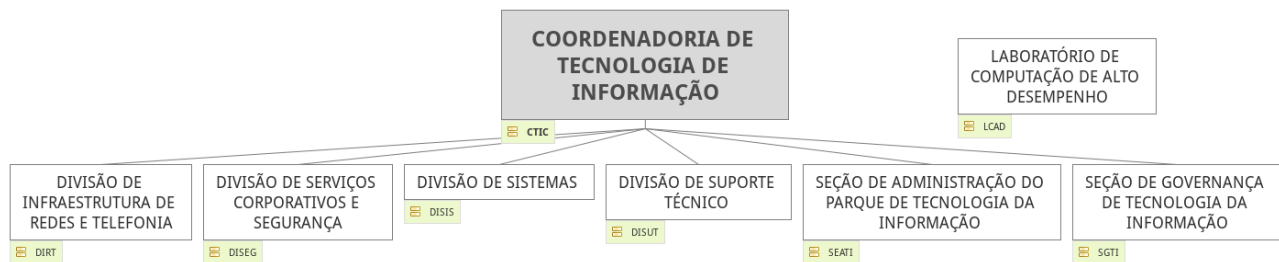 COORDENADORIA DE
TECNOLOGIA DE
INFORMAÇÃO
CTIC
LABORATÓRIO DE
COMPUTAÇÃO DE ALTO
DESEMPENHO
LCAD
DIVISÃO DE
INFRAESTRUTURA DE
REDES E TELEFONIA
DIRT
DIVISÃO DE SERVIÇOS
CORPORATIVOS E
SEGURANÇA
DISEG
DIVISÃO DE SISTEMAS
DISIS
DIVISÃO DE SUPORTE
TÉCNICO
DISUT
SEÇÃO DE ADMINISTRAÇÃO DO
PARQUE DE TECNOLOGIA DA
INFORMAÇÃO
SEATI
SEÇÃO DE GOVERNANÇA
DE TECNOLOGIA DA
INFORMAÇÃO
SGTI